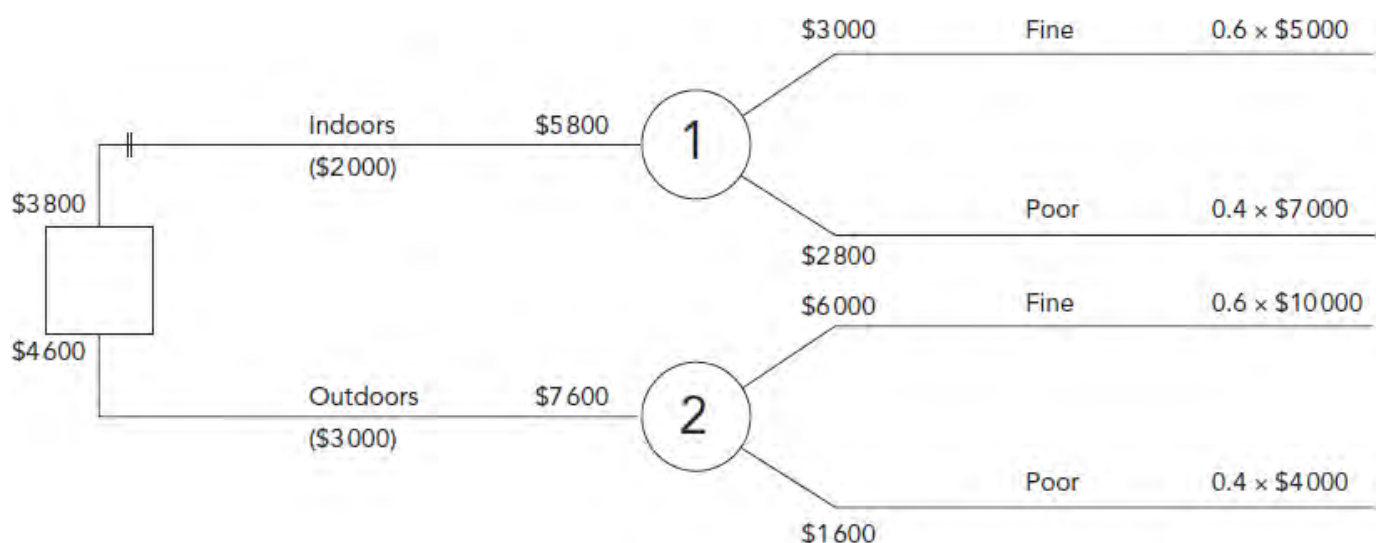 $3000 Fine 0.6 × $5000
Indoors $5800
($2000)
1
$3800
Poor 0.4 × $7000
$2800
$6000 Fine 0.6 × $10000
$4600
Outdoors $7600
($3000)
2
Poor 0.4 × $4000
$1600